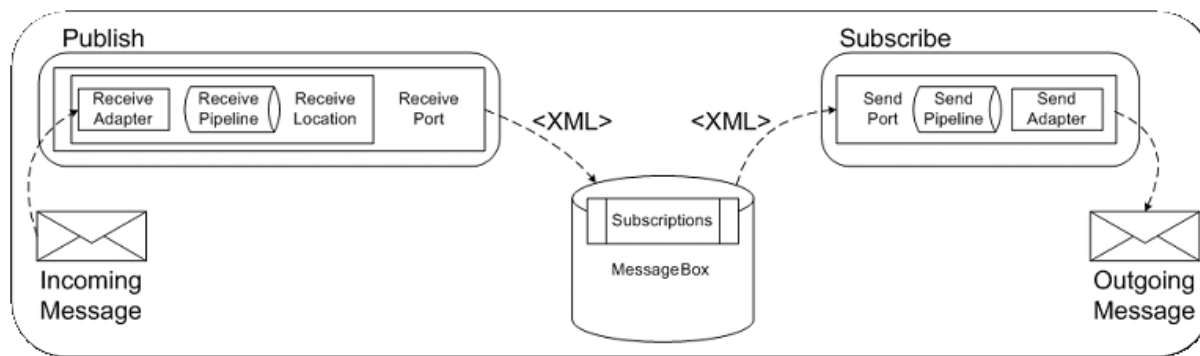 Publish
Receive
Adapter
Receive
Pipeline
Receive
Location
Receive
Port
<XML>
<XML>
Subscribe
Send
Port
Send
Pipeline
Send
Adapter
Subscriptions
MessageBox
Incoming
Message
Outgoing
Message